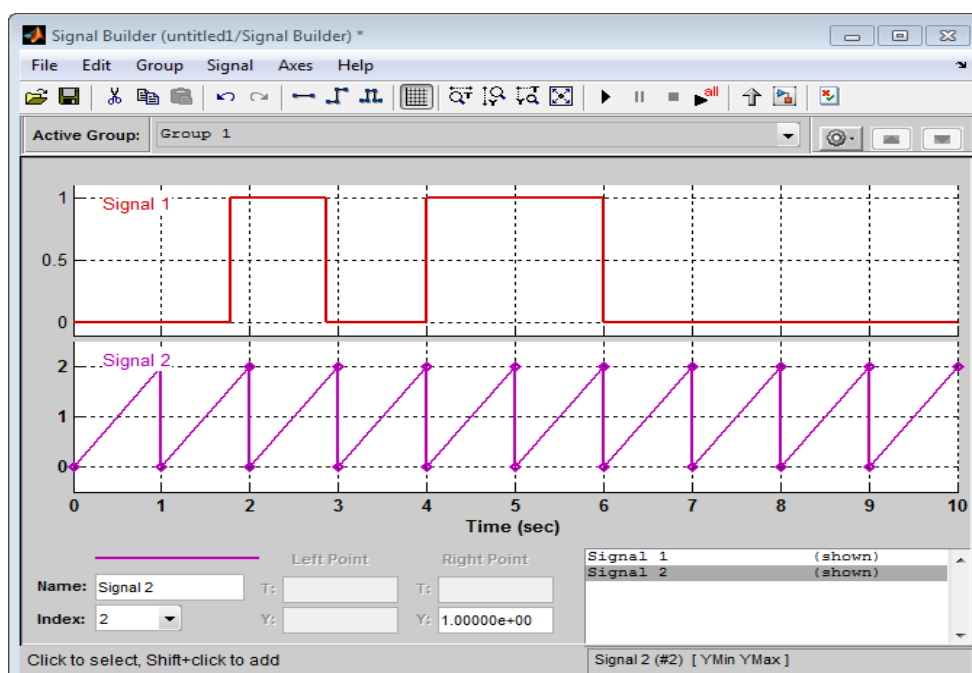 Signal Builder (untitled1/Signal Builder) *
File Edit Group Signal Axes Help
all
Active Group: Group 1
1
Signal 1
0.5
0
2
Signal 2
1
0
0 1 2 3 4 5 6 7 8 9 10
Time (sec)
Left Point Right Point
Name: Signal 2 T: T:
Index: 2 Y: Y: 1.00000e+00
Signal 1 (shown)
Signal 2 (shown)
Click to select, Shift+click to add
Signal 2 (#2) [ YMin YMax ]